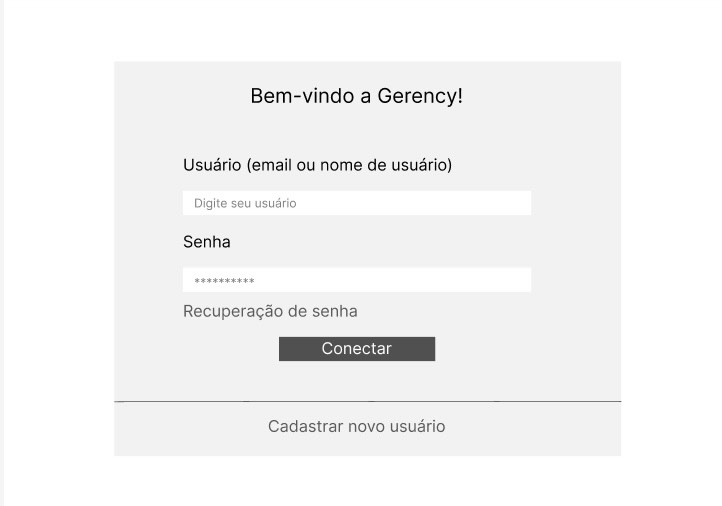 Bem-vindo a Gerency!
Usuário (email ou nome de usuário)
Digite seu usuário
Senha
**********
Recuperação de senha
Conectar
Cadastrar novo usuário